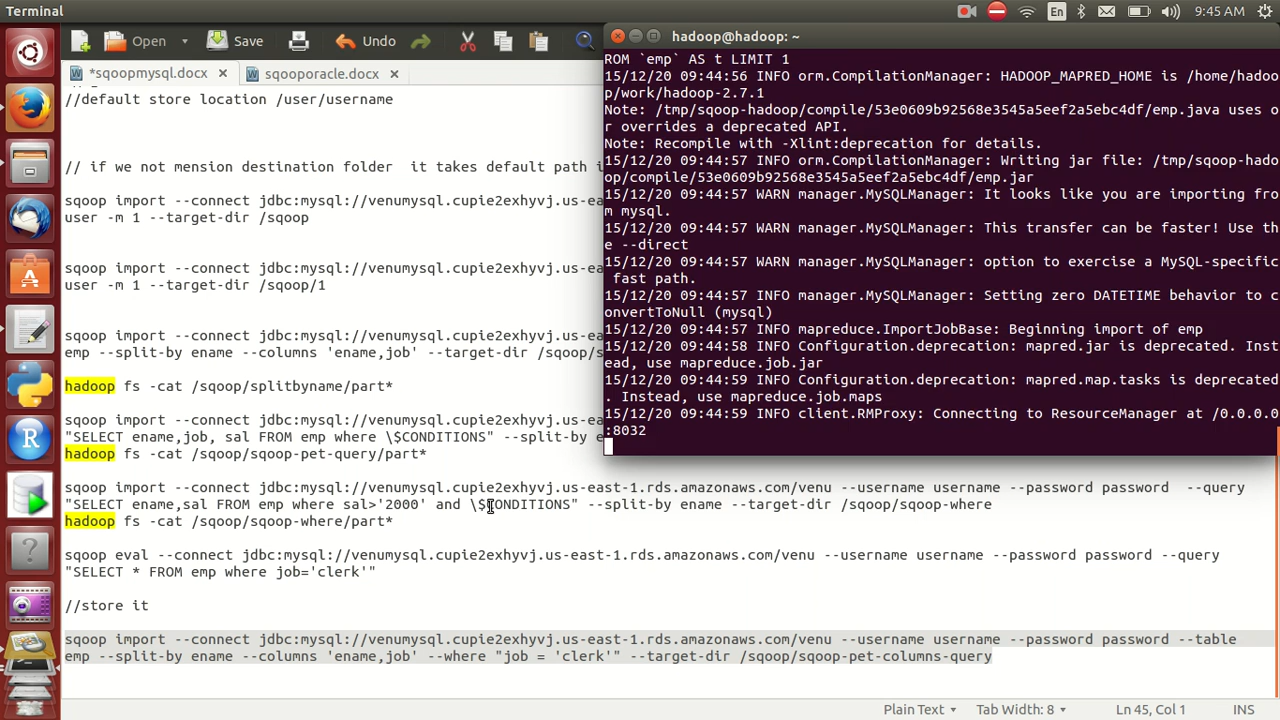 Terminal
En
9:45 AM
Open
Save
Undo
hadoop@hadoop: ~
*sqoopmysql.docx
sqooporacle.docx
//default store location /user/username
// if we not mension destination folder  it takes default path i
sqoop import --connect jdbc:mysql://venumysql.cupie2exhyvj.us-ea
user -m 1 --target-dir /sqoop
sqoop import --connect jdbc:mysql://venumysql.cupie2exhyvj.us-ea
user -m 1 --target-dir /sqoop/1
sqoop import --connect jdbc:mysql://venumysql.cupie2exhyvj.us-ea
emp --split-by ename --columns 'ename,job' --target-dir /sqoop/s
hadoop fs -cat /sqoop/splitbyname/part*
sqoop import --connect jdbc:mysql://venumysql.cupie2exhyvj.us-ea
"SELECT ename,job, sal FROM emp where \$CONDITIONS" --split-by e
hadoop fs -cat /sqoop/sqoop-pet-query/part*
sqoop import --connect jdbc:mysql://venumysql.cupie2exhyvj.us-east-1.rds.amazonaws.com/venu --username username --password password  --query
"SELECT ename,sal FROM emp where sal>'2000' and \$CONDITIONS" --split-by ename --target-dir /sqoop/sqoop-where
hadoop fs -cat /sqoop/sqoop-where/part*
sqoop eval --connect jdbc:mysql://venumysql.cupie2exhyvj.us-east-1.rds.amazonaws.com/venu --username username --password password --query
"SELECT * FROM emp where job='clerk'"
//store it
sqoop import --connect jdbc:mysql://venumysql.cupie2exhyvj.us-east-1.rds.amazonaws.com/venu --username username --password password --table
emp --split-by ename --columns 'ename,job' --where "job = 'clerk'" --target-dir /sqoop/sqoop-pet-columns-query
ROM `emp` AS t LIMIT 1
15/12/20 09:44:56 INFO orm.CompilationManager: HADOOP_MAPRED_HOME is /home/hadoo
p/work/hadoop-2.7.1
Note: /tmp/sqoop-hadoop/compile/53e0609b92568e3545a5eef2a5ebc4df/emp.java uses o
r overrides a deprecated API.
Note: Recompile with -Xlint:deprecation for details.
15/12/20 09:44:57 INFO orm.CompilationManager: Writing jar file: /tmp/sqoop-hado
op/compile/53e0609b92568e3545a5eef2a5ebc4df/emp.jar
15/12/20 09:44:57 WARN manager.MySQLManager: It looks like you are importing fro
m mysql.
15/12/20 09:44:57 WARN manager.MySQLManager: This transfer can be faster! Use th
e --direct
15/12/20 09:44:57 WARN manager.MySQLManager: option to exercise a MySQL-specific
fast path.
15/12/20 09:44:57 INFO manager.MySQLManager: Setting zero DATETIME behavior to c
onvertToNull (mysql)
15/12/20 09:44:57 INFO mapreduce.ImportJobBase: Beginning import of emp
15/12/20 09:44:58 INFO Configuration.deprecation: mapred.jar is deprecated. Inst
ead, use mapreduce.job.jar
15/12/20 09:44:59 INFO Configuration.deprecation: mapred.map.tasks is deprecated
. Instead, use mapreduce.job.maps
15/12/20 09:44:59 INFO client.RMProxy: Connecting to ResourceManager at /0.0.0.0
:8032
Plain Text
Tab Width: 8
Ln 45, Col 1
INS